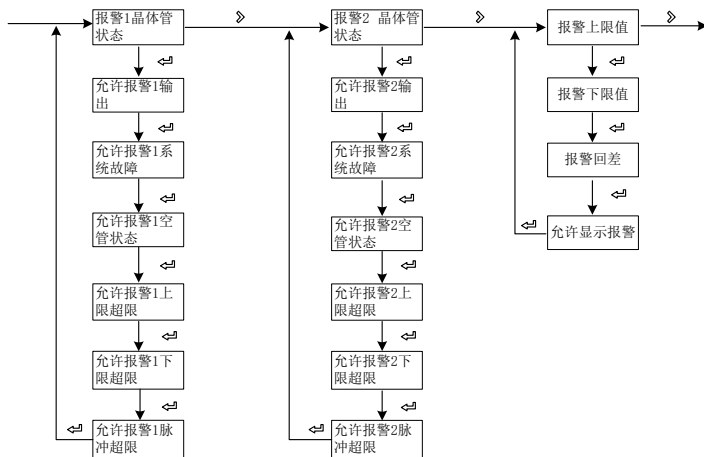 报警1晶体管
状态
允许报警1输
出
允许报警1系
统故障
允许报警1空
管状态
允许报警1上
限超限
允许报警1下
限超限
允许报警1脉
冲超限
报警2 晶体管
状态
允许报警2输
出
允许报警2系
统故障
允许报警2空
管状态
允许报警2上
限超限
允许报警2下
限超限
允许报警2脉
冲超限
报警上限值
报警下限值
报警回差
允许显示报警